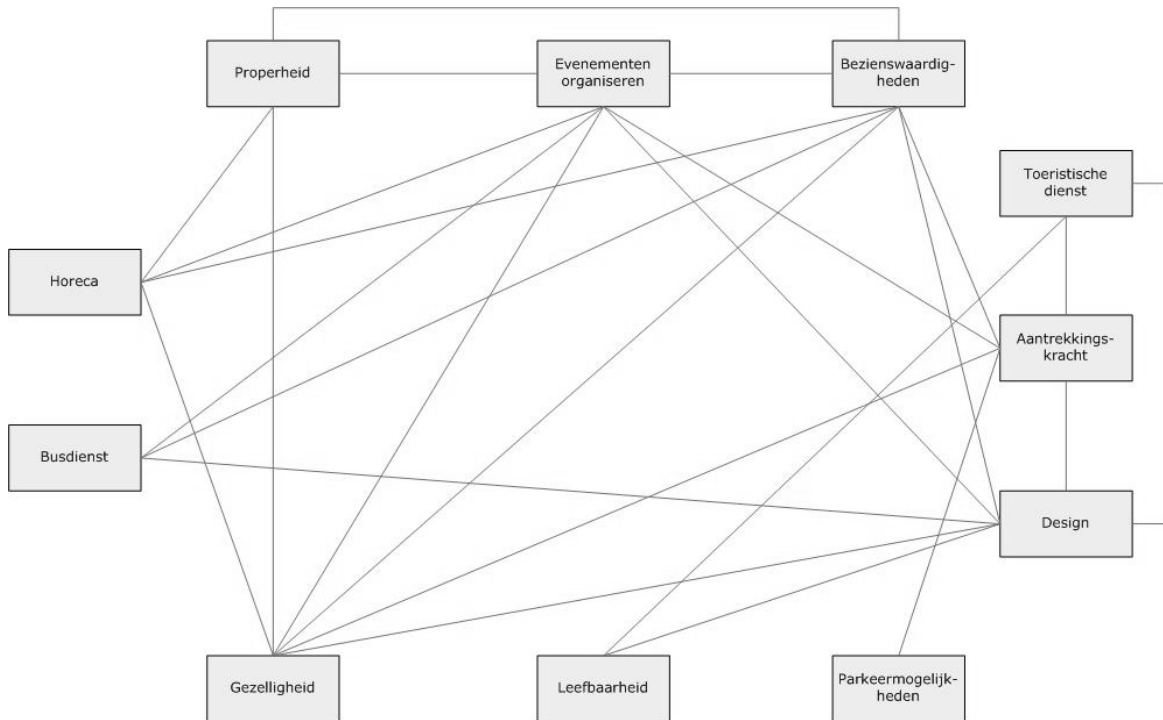 Properheid
Evenementen
organiseren
Bezienswaardig-
heden
Toeristische
dienst
Horeca
Aantrekkings-
kracht
Busdienst
Design
Gezelligheid
Leefbaarheid
Parkeermogelijk-
heden